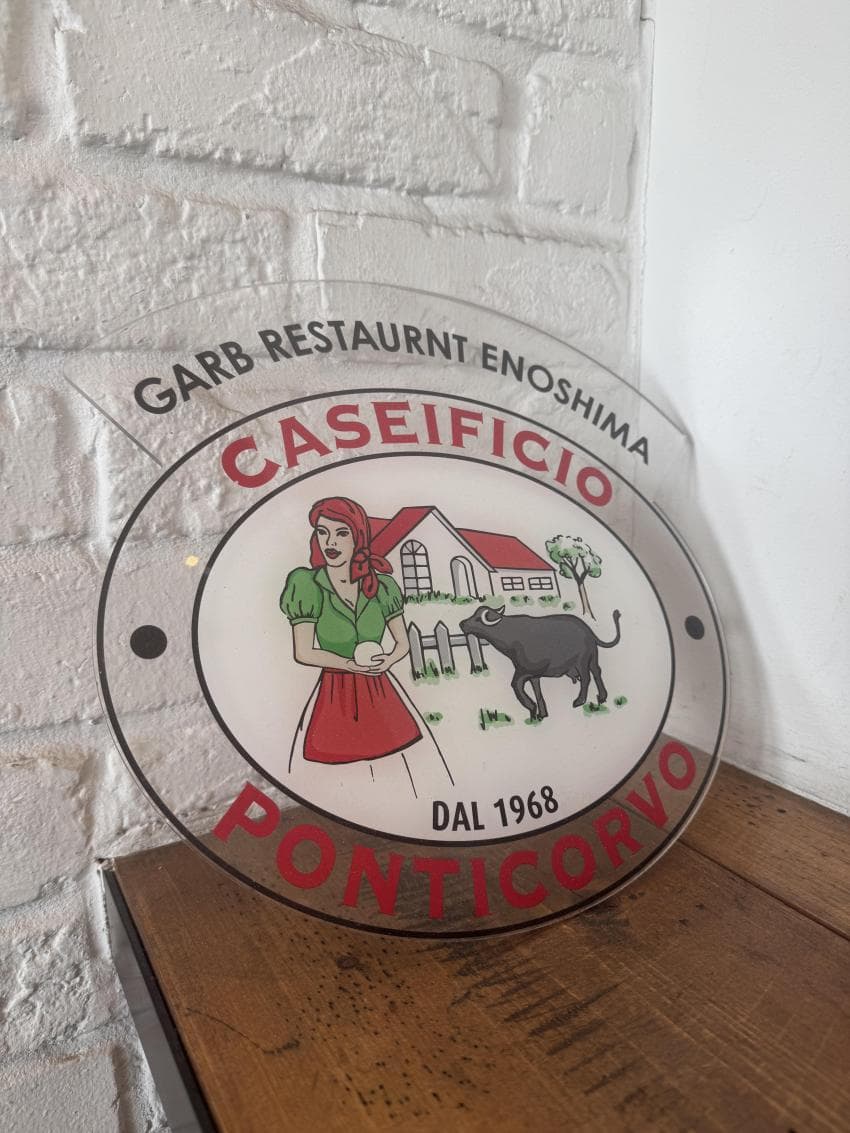 GARB RESTAURNT ENOSHIMA
CASEIFICIO
DAL 1968
PONTICORVO